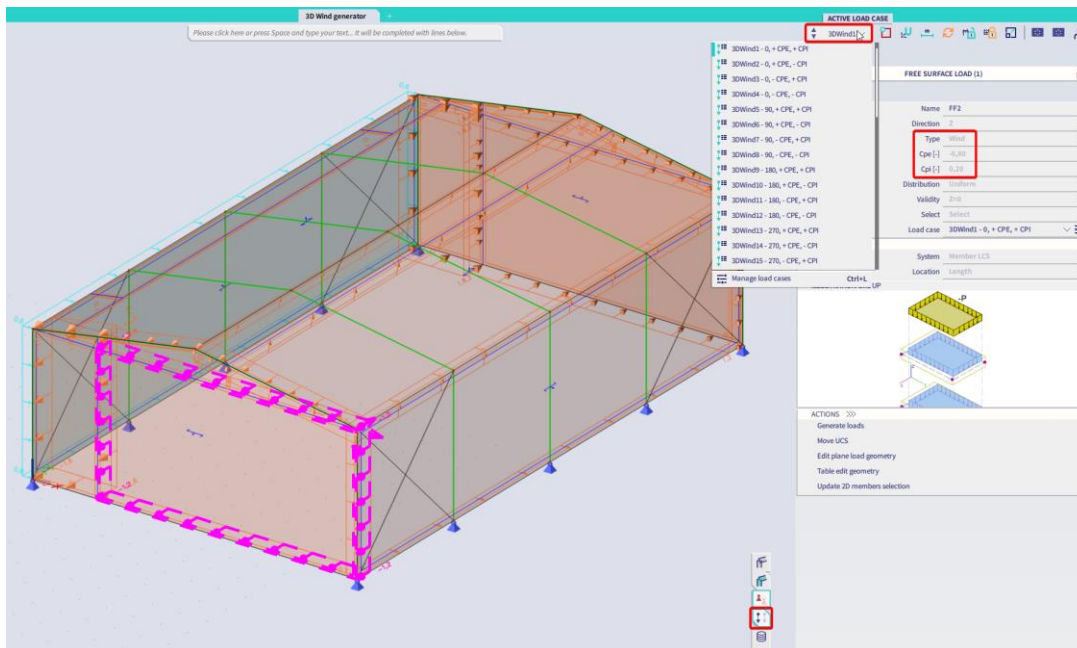 3D Wind generator
+
ACTIVE LOAD CASE
Please click here or press Space and type your text... It will be completed with lines below.
3DWind1
3DWind1 - 0, + CPE, + CPI
3DWind2 - 0, + CPE, - CPI
3DWind3 - 0, - CPE, + CPI
3DWind4 - 0, - CPE, - CPI
3DWind5 - 90, + CPE, + CPI
3DWind6 - 90, + CPE, - CPI
3DWind7 - 90, - CPE, + CPI
3DWind8 - 90, - CPE, - CPI
3DWind9 - 180, + CPE, + CPI
3DWind10 - 180, + CPE, - CPI
3DWind11 - 180, - CPE, + CPI
3DWind12 - 180, - CPE, - CPI
3DWind13 - 270, + CPE, + CPI
3DWind14 - 270, + CPE, - CPI
3DWind15 - 270, - CPE, + CPI
Manage load cases Ctrl+L
FREE SURFACE LOAD (1)
Name FF2
Direction Z
Type Wind
Cpe [-] -0,80
Cpi [-] 0,20
Distribution Uniform
Validity Z=0
Select Select
Load case 3DWind1 - 0, + CPE, + CPI
System Member LCS
Location Length
-P
ACTIONS >>>
Generate loads
Move UCS
Edit plane load geometry
Table edit geometry
Update 2D members selection